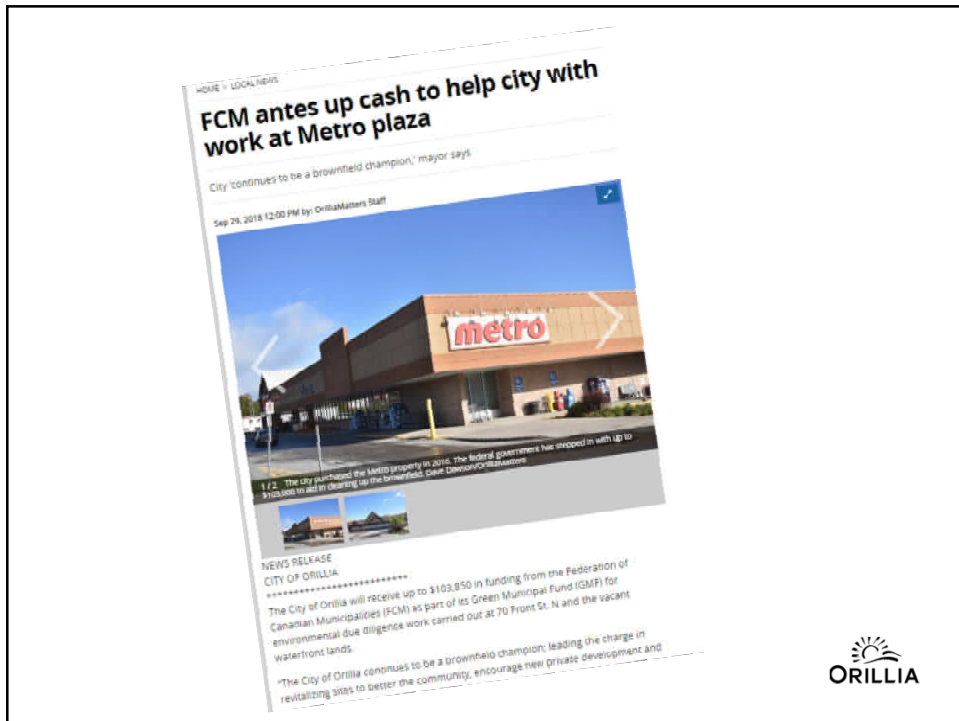 HOME > LOCAL NEWS
FCM antes up cash to help city with
work at Metro plaza
City 'continues to be a brownfield champion,' mayor says
Sep 29, 2018 12:00 PM by: OrilliaMatters Staff
metro
1 / 2 The city purchased the Metro property in 2016. The federal government has stepped in with up to
$103,900 to aid in cleaning up the brownfield. Dave Dawson/OrilliaMatters
NEWS RELEASE
CITY OF ORILLIA
**************************
The City of Orillia will receive up to $103,850 in funding from the Federation of
Canadian Municipalities (FCM) as part of its Green Municipal Fund (GMF) for
environmental due diligence work carried out at 70 Front St. N and the vacant
waterfront lands.
"The City of Orillia continues to be a brownfield champion; leading the charge in
revitalizing sites to better the community, encourage new private development and
ORILLIA